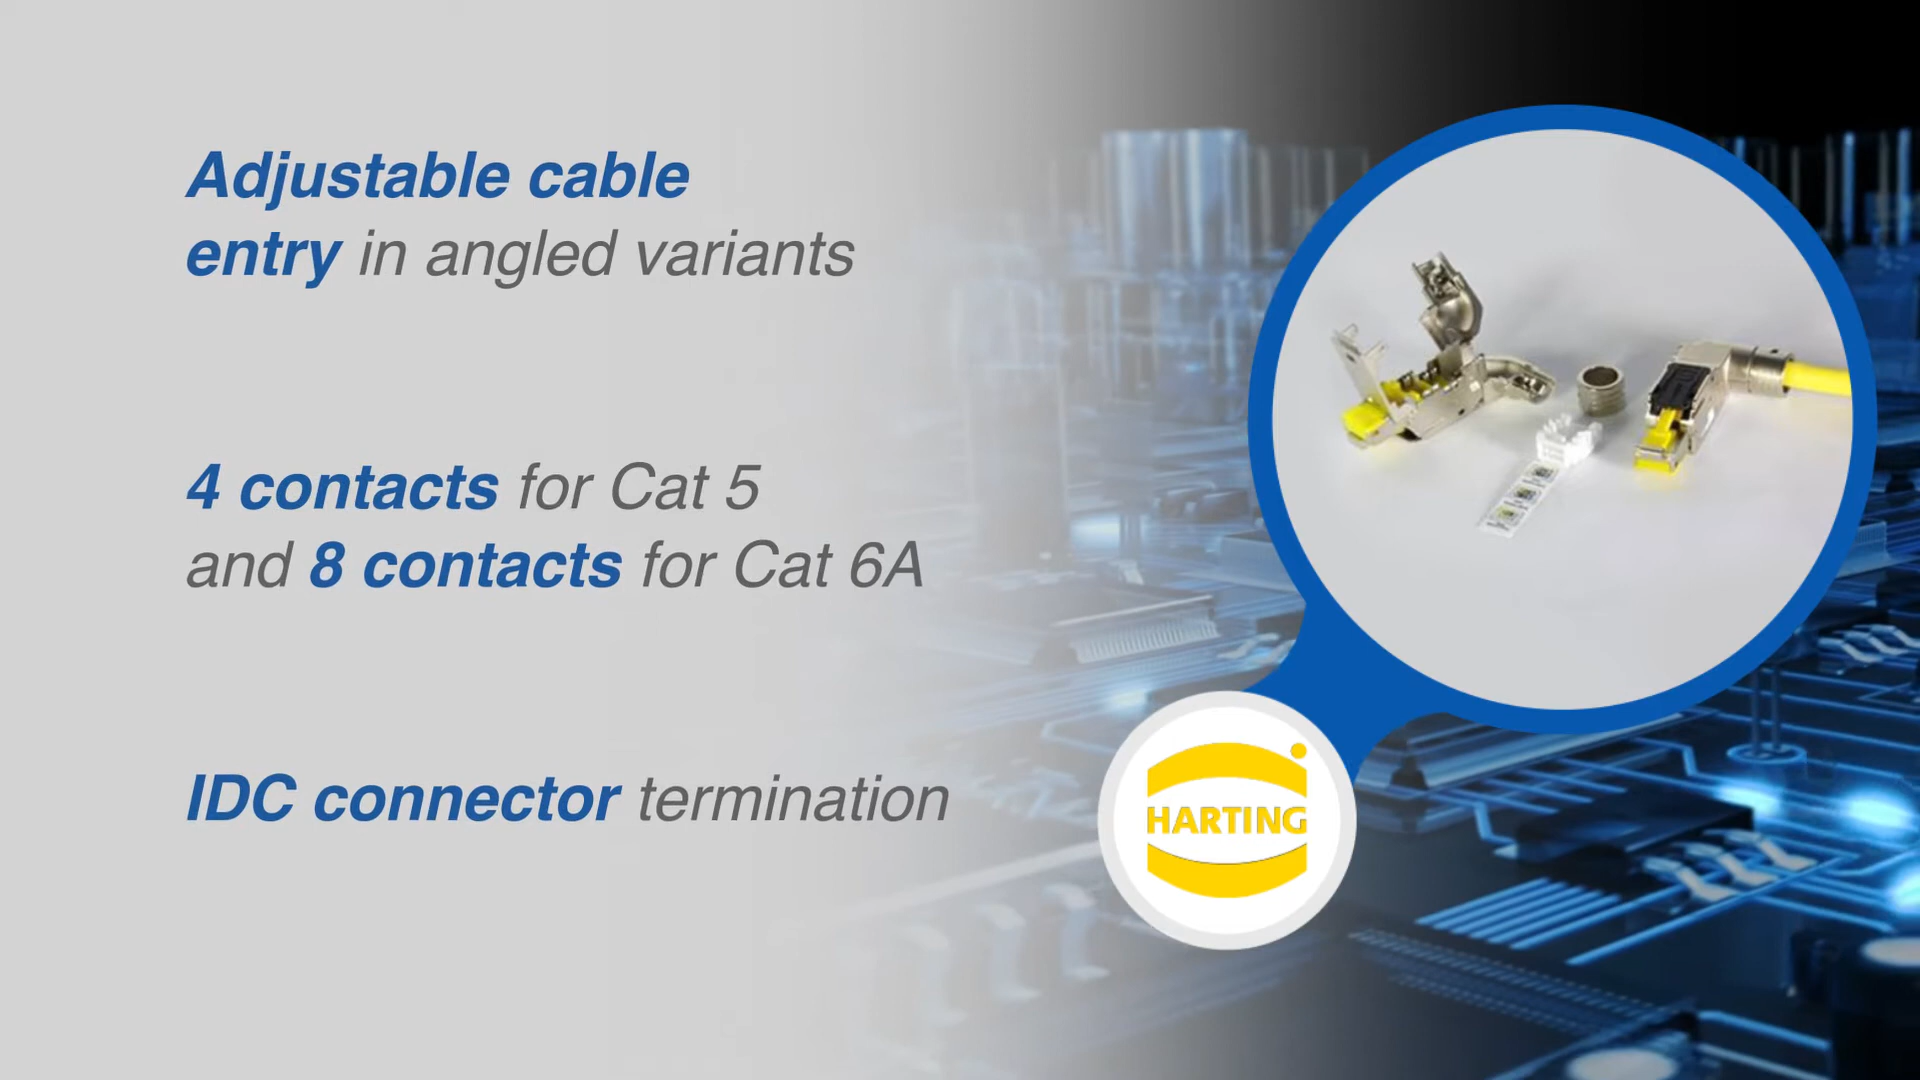 Adjustable cable
entry in angled variants
4 contacts for Cat 5
and 8 contacts for Cat 6A
IDC connector termination
HARTING